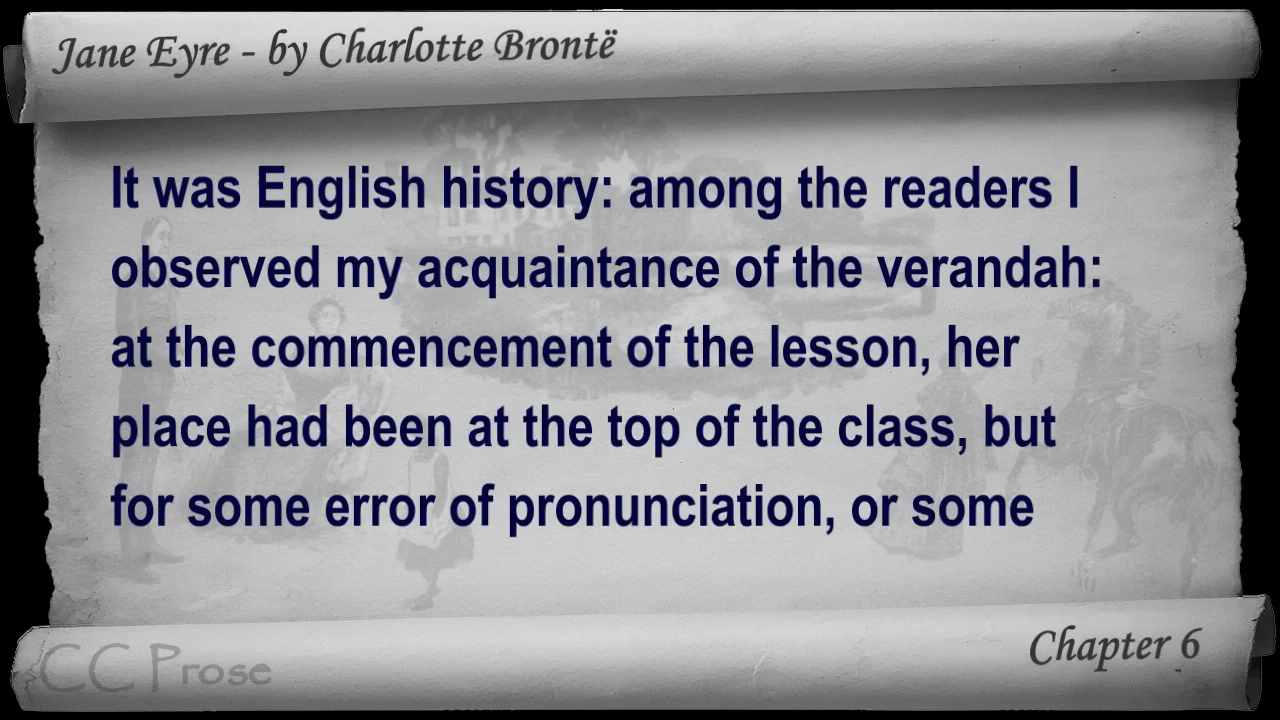 Jane Eyre - by Charlotte Brontë
It was English history: among the readers I
observed my acquaintance of the verandah:
at the commencement of the lesson, her
place had been at the top of the class, but
for some error of pronunciation, or some
Chapter 6
CC Prose